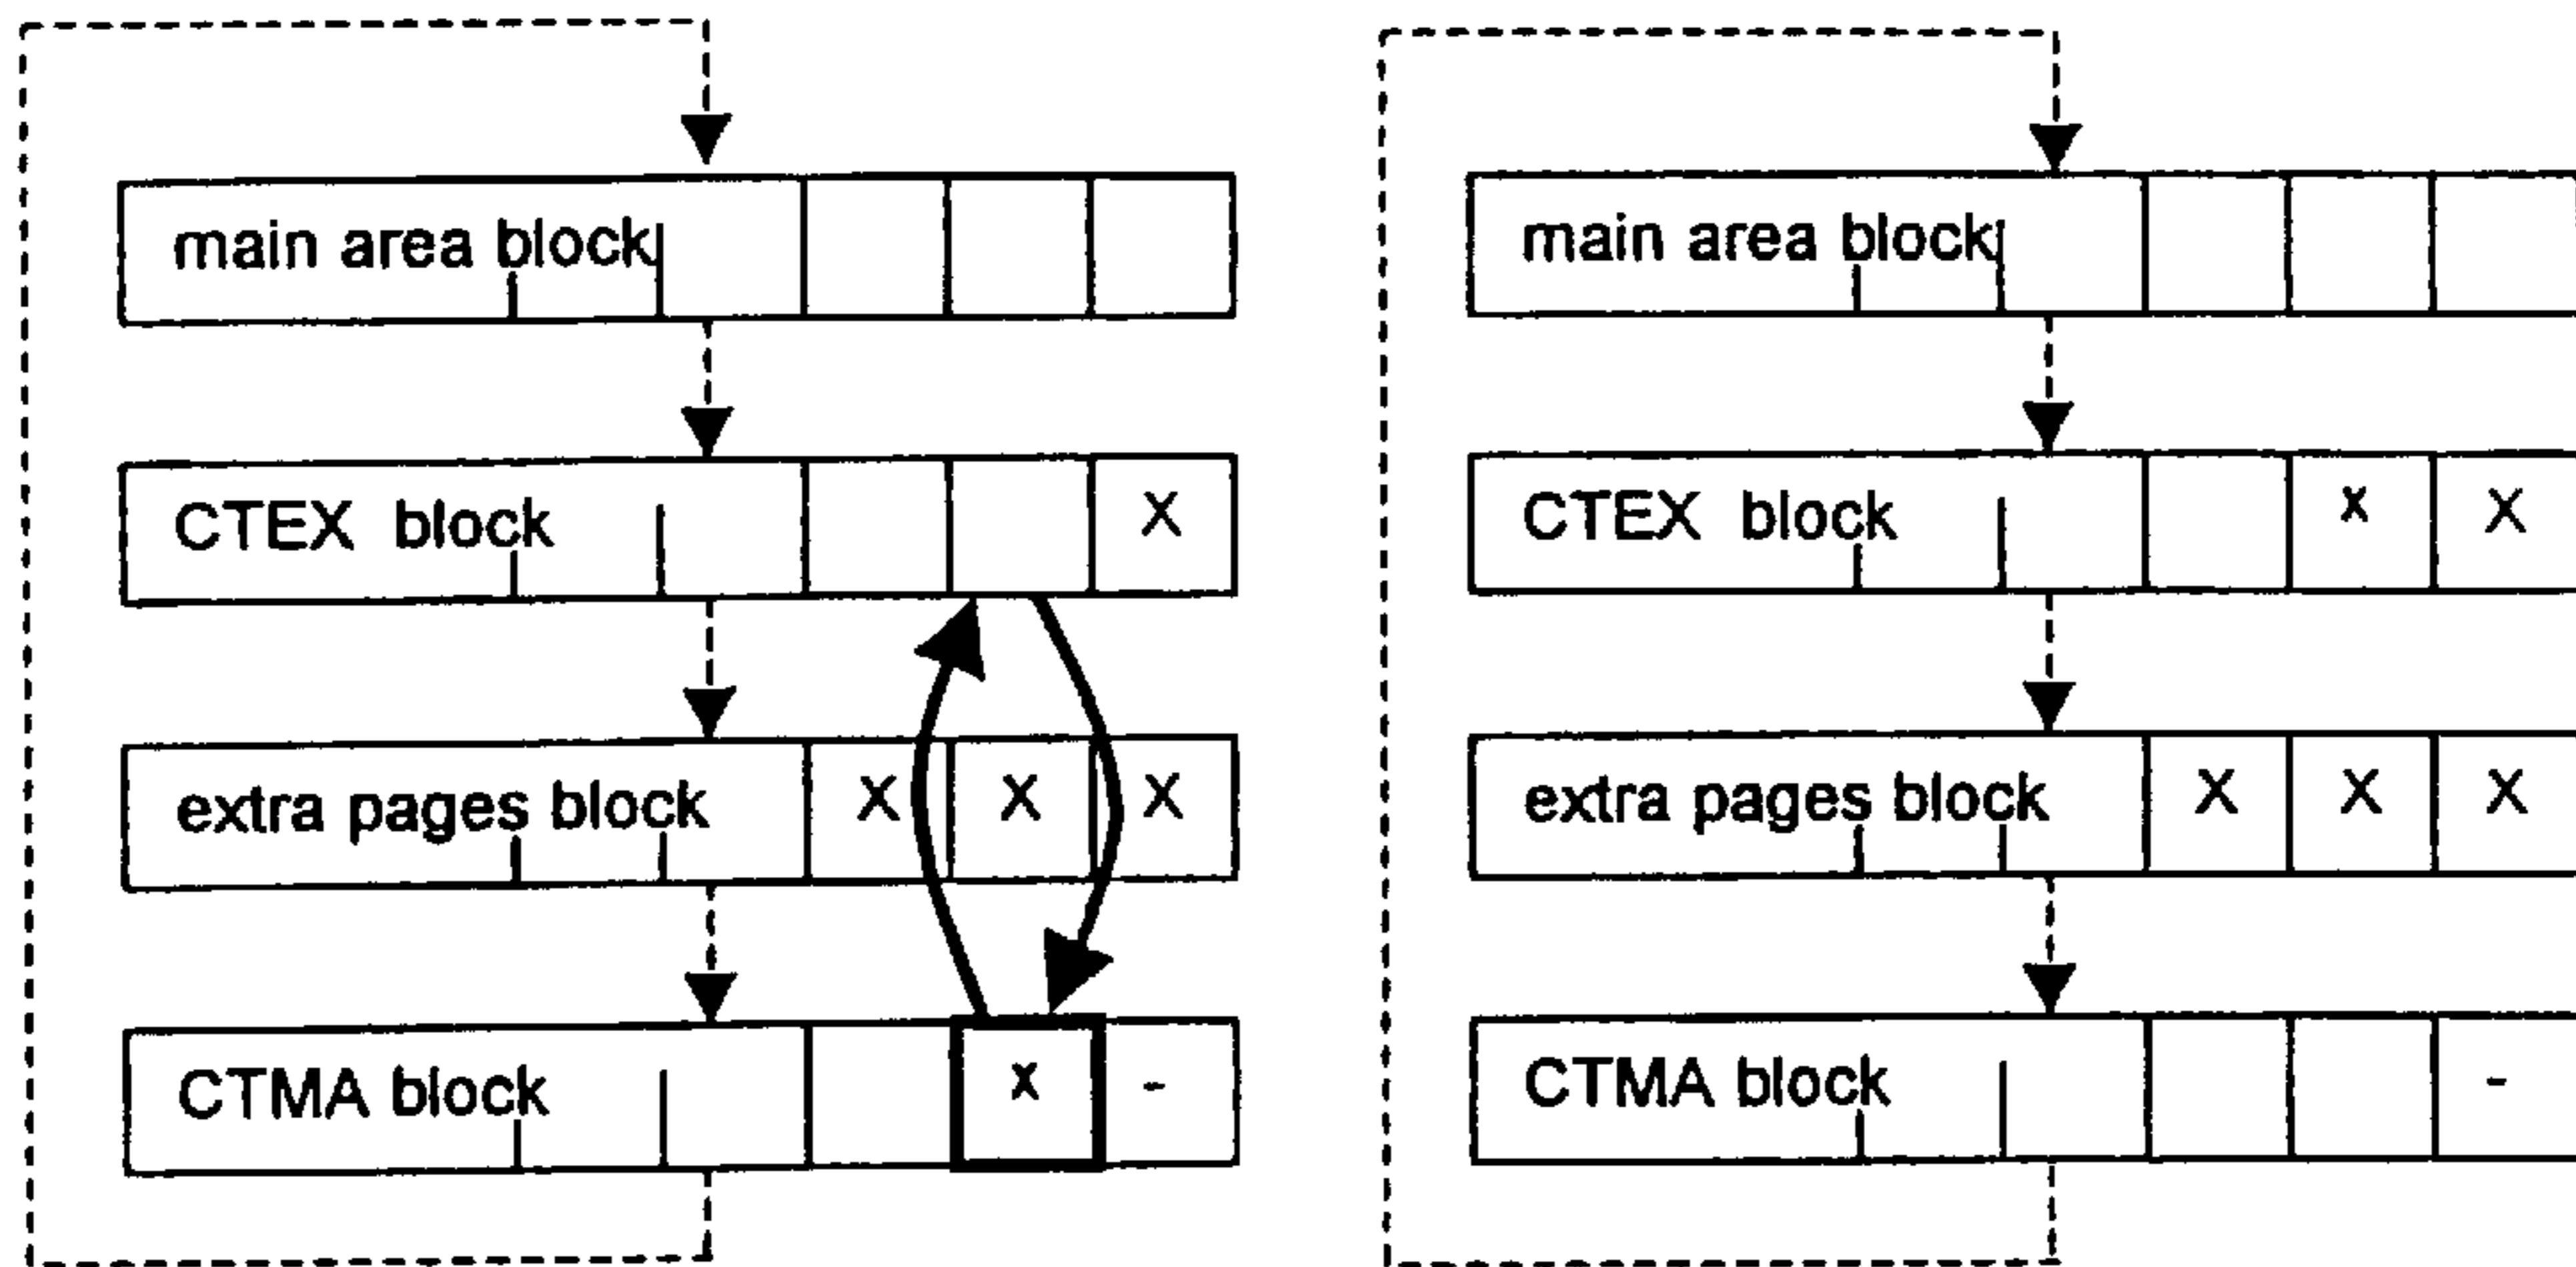 main area block
CTEX block X
extra pages block X X X
CTMA block x -
main area block
CTEX block x X
extra pages block X X X
CTMA block -